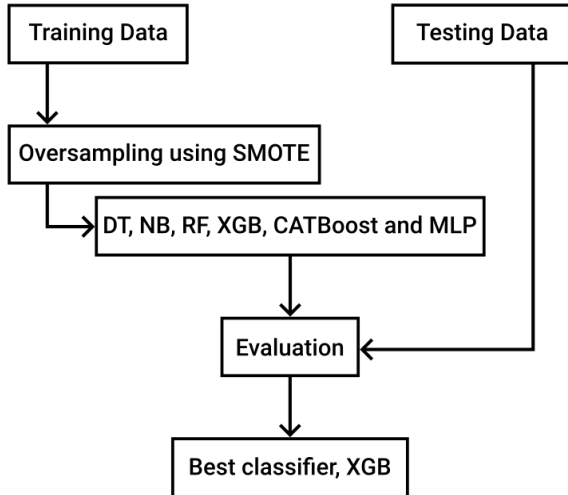 Training Data
Testing Data
Oversampling using SMOTE
DT, NB, RF, XGB, CATBoost and MLP
Evaluation
Best classifier, XGB